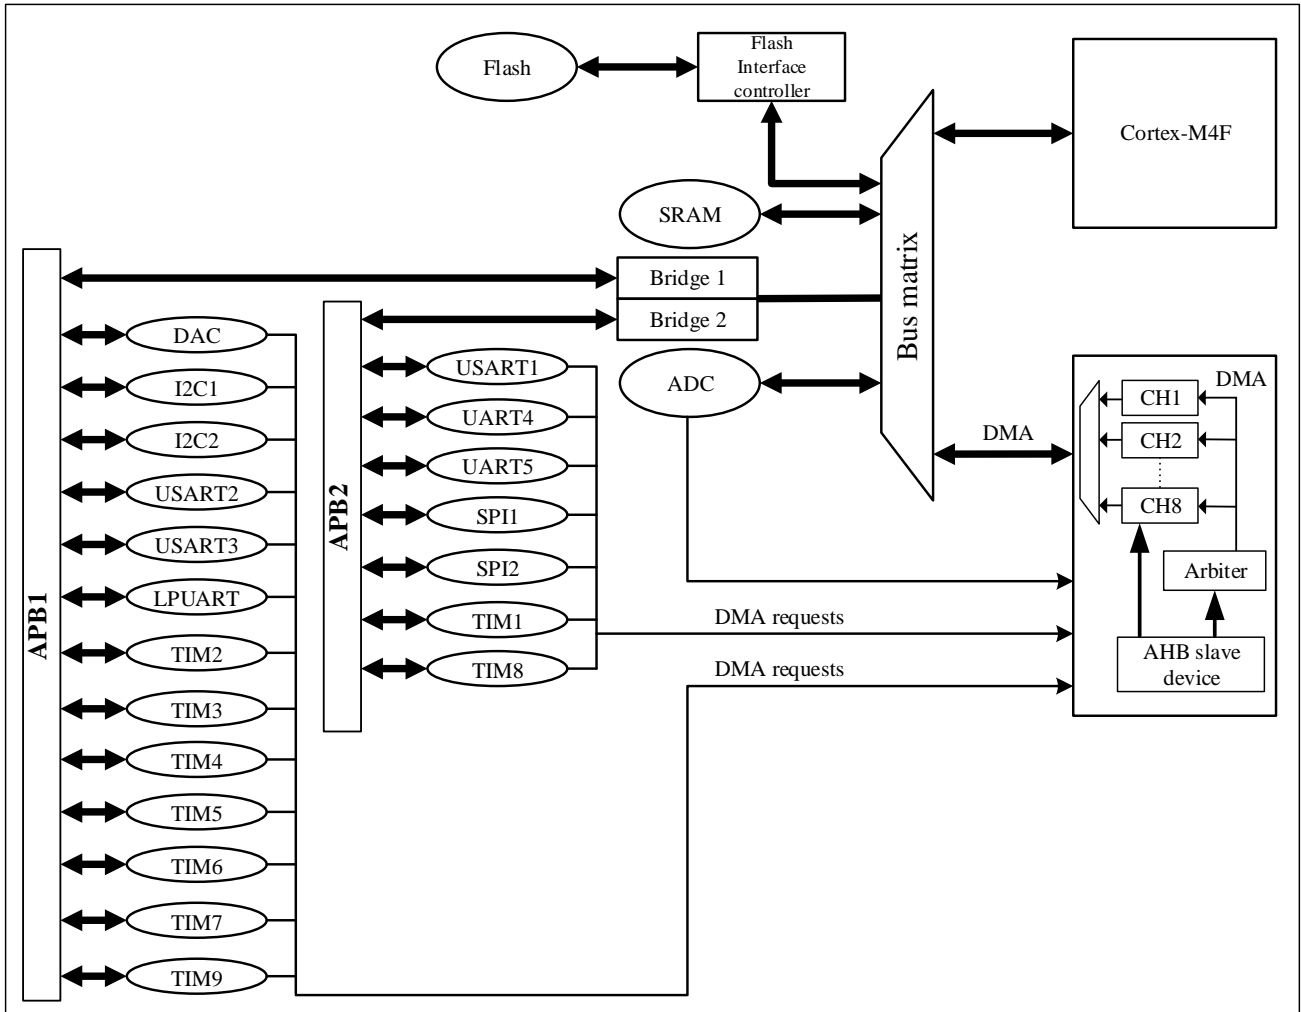 Flash
Flash
Interface
controller
Cortex-M4F
SRAM
Bus matrix
Bridge 1
Bridge 2
ADC
DMA
DMA
CH1
CH2
CH8
Arbiter
AHB slave
device
APB1
DAC
I2C1
I2C2
USART2
USART3
LPUART
TIM2
TIM3
TIM4
TIM5
TIM6
TIM7
TIM9
APB2
USART1
UART4
UART5
SPI1
SPI2
TIM1
TIM8
DMA requests
DMA requests